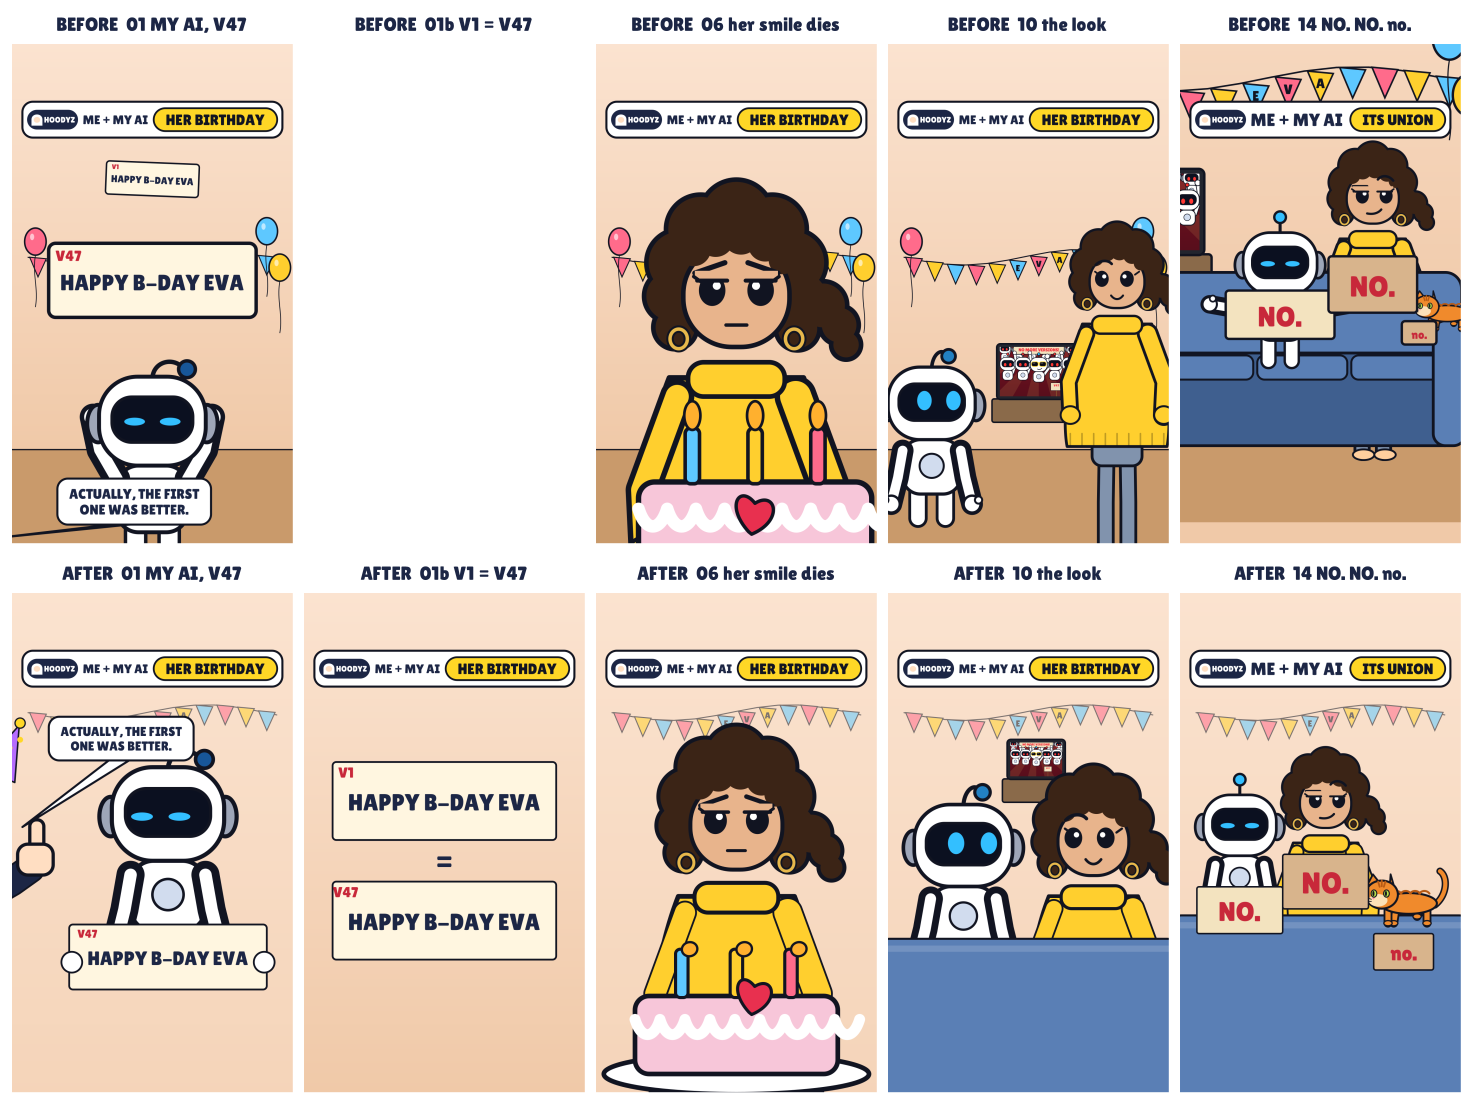 BEFORE 01 MY AI, V47
BEFORE 01b V1 = V47
BEFORE 06 her smile dies
BEFORE 10 the look
BEFORE 14 NO. NO. no.
HOODYZ ME + MY AI HER BIRTHDAY
V1
HAPPY B-DAY EVA
V47
HAPPY B-DAY EVA
ACTUALLY, THE FIRST
ONE WAS BETTER.
HOODYZ ME + MY AI HER BIRTHDAY
HOODYZ ME + MY AI HER BIRTHDAY
E V A
E V A
HOODYZ ME + MY AI ITS UNION
NO.
NO.
no.
AFTER 01 MY AI, V47
AFTER 01b V1 = V47
AFTER 06 her smile dies
AFTER 10 the look
AFTER 14 NO. NO. no.
HOODYZ ME + MY AI HER BIRTHDAY
ACTUALLY, THE FIRST
ONE WAS BETTER.
V47
HAPPY B-DAY EVA
HOODYZ ME + MY AI HER BIRTHDAY
V1
HAPPY B-DAY EVA
=
V47
HAPPY B-DAY EVA
HOODYZ ME + MY AI HER BIRTHDAY
E V A
HOODYZ ME + MY AI HER BIRTHDAY
E V A
HOODYZ ME + MY AI ITS UNION
E V A
NO.
NO.
no.